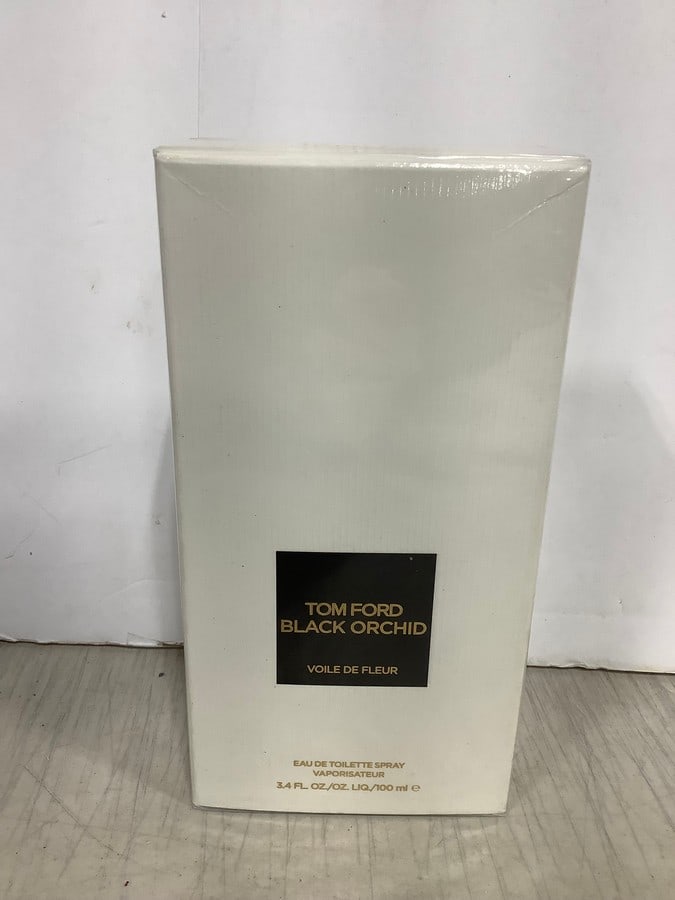 TOM FORD
BLACK ORCHID
VOILE DE FLEUR
EAU DE TOILETTE SPRAY
VAPORISATEUR
3.4 FL. OZ./OZ. LIQ./100 ml ℮